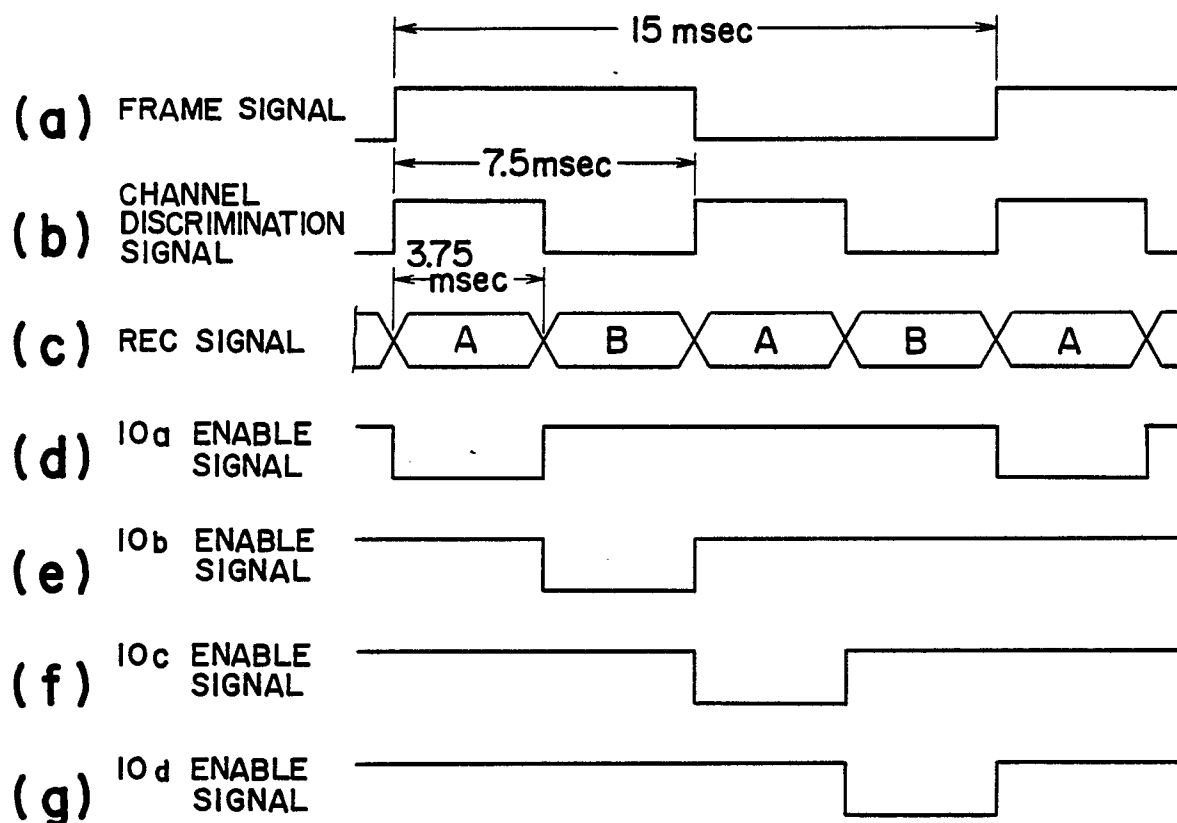 15 msec
(a) FRAME SIGNAL
7.5msec
(b) CHANNEL
DISCRIMINATION
SIGNAL
3.75
msec
(c) REC SIGNAL
A B A B A
(d) 10a ENABLE
SIGNAL
(e) 10b ENABLE
SIGNAL
(f) 10c ENABLE
SIGNAL
(g) 10d ENABLE
SIGNAL